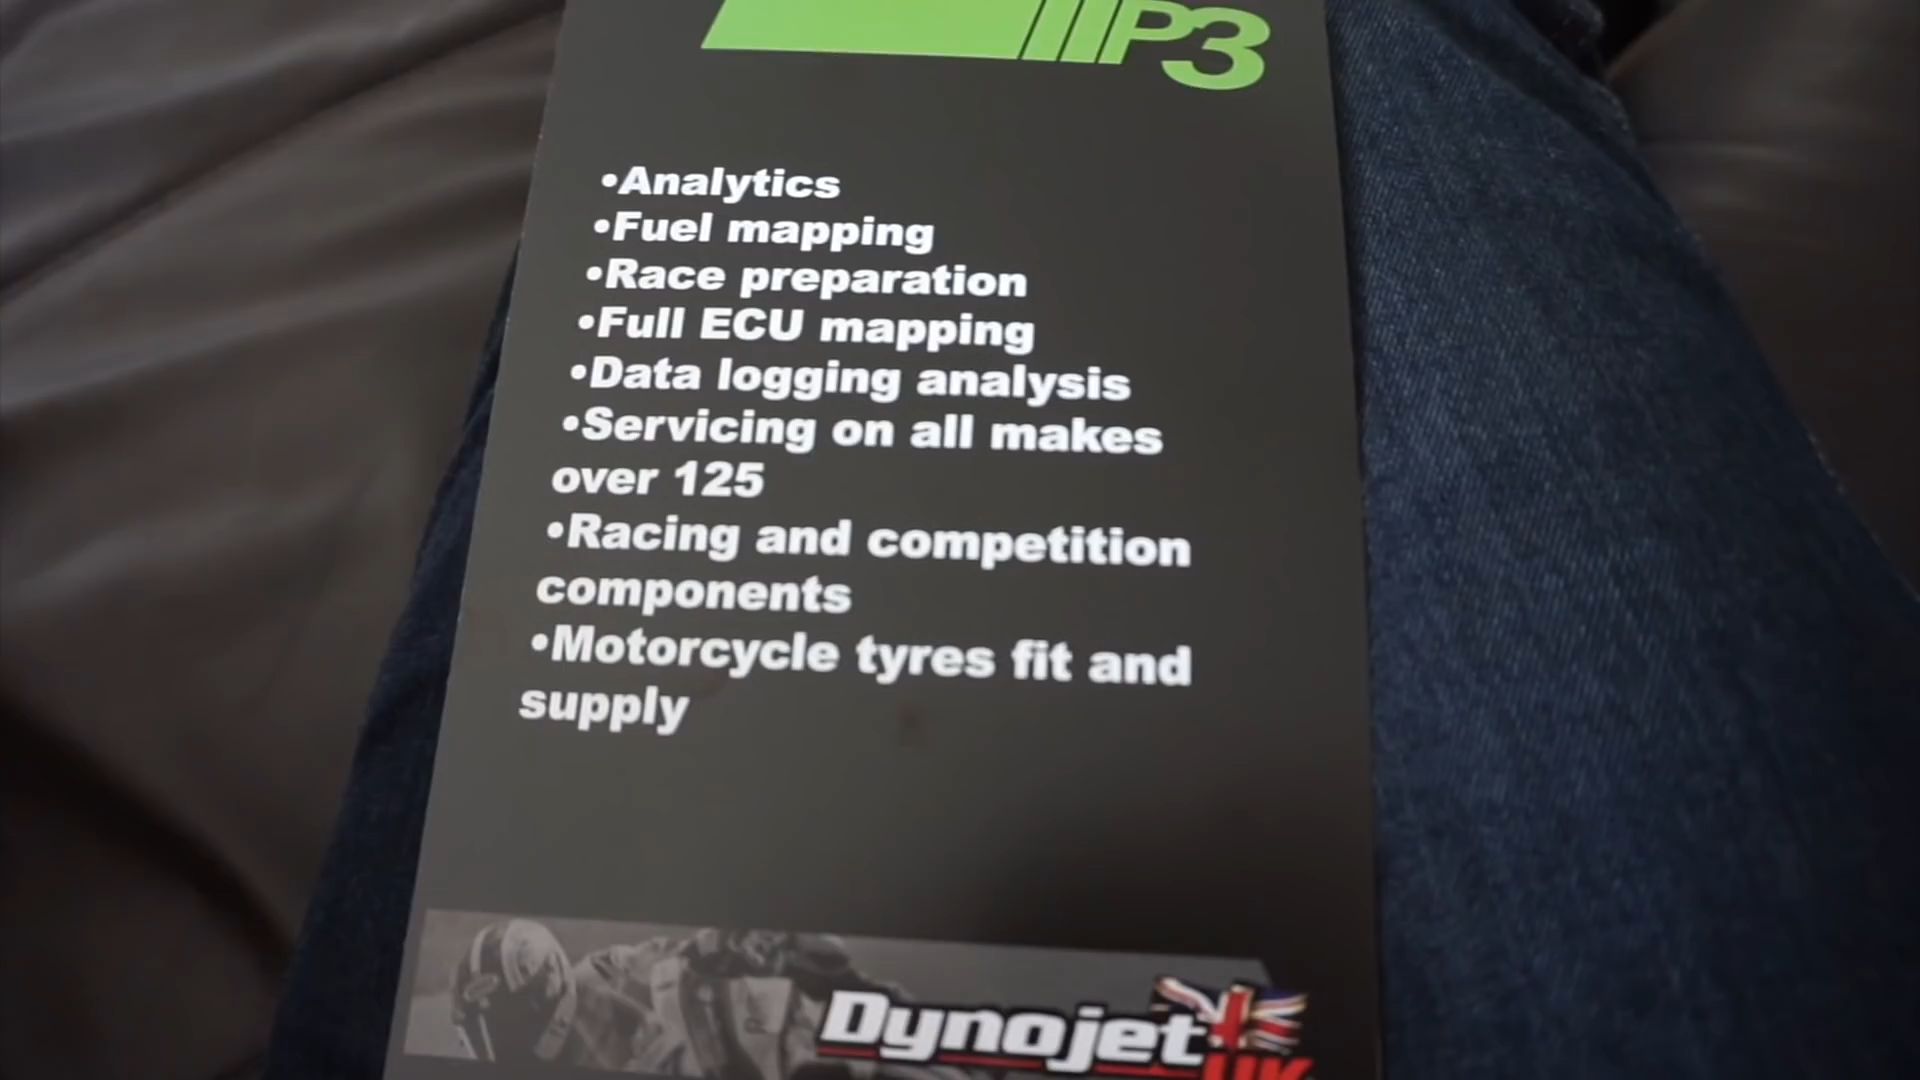 P3
•Analytics
•Fuel mapping
•Race preparation
•Full ECU mapping
•Data logging analysis
•Servicing on all makes
over 125
•Racing and competition
components
•Motorcycle tyres fit and
supply
Dynojet
UK